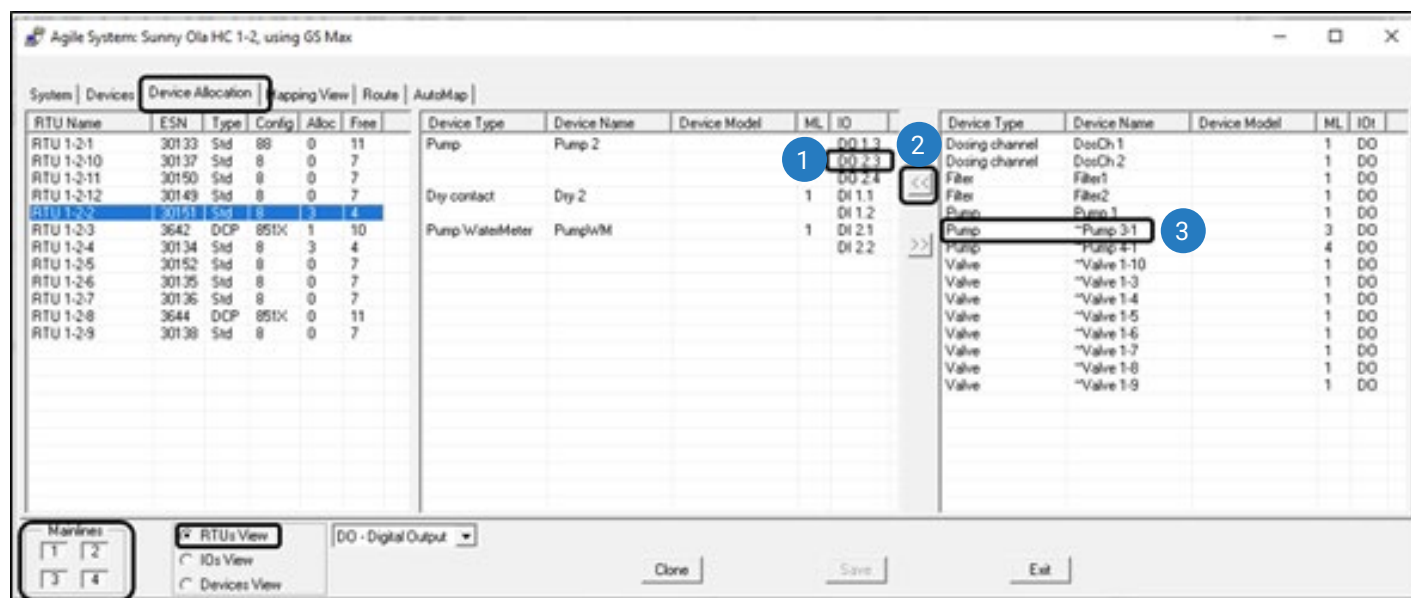 Agile System: Sunny Ola HC 1-2, using GS Max
System Devices Device Allocation Mapping View Route AutoMap
RTU Name ESN Type Config Alloc Free Device Type Device Name Device Model ML IO Device Type Device Name Device Model ML IOt
RTU 1-2-1 30133 Std 88 0 11 Pump Pump 2 DO 1.3 Dosing channel DosCh 1 1 DO
RTU 1-2-10 30137 Std 8 0 7 1 DO 2.3 2 Dosing channel DosCh 2 1 DO
RTU 1-2-11 30150 Std 8 0 7 DO 2.4 << Filter Filter1 1 DO
RTU 1-2-12 30149 Std 8 0 7 Dry contact Dry 2 1 DI 1.1 Filter Filter2 1 DO
RTU 1-2-2 30151 Std 8 3 4 DI 1.2 Pump Pump 1 1 DO
RTU 1-2-3 3642 DCP 851X 1 10 Pump WaterMeter PumpWM 1 DI 2.1 Pump ~Pump 3-1 3 3 DO
RTU 1-2-4 30134 Std 8 3 4 DI 2.2 >> Pump ~Pump 4-1 4 DO
RTU 1-2-5 30152 Std 8 0 7 Valve ~Valve 1-10 1 DO
RTU 1-2-6 30135 Std 8 0 7 Valve ~Valve 1-3 1 DO
RTU 1-2-7 30136 Std 8 0 7 Valve ~Valve 1-4 1 DO
RTU 1-2-8 3644 DCP 851X 0 11 Valve ~Valve 1-5 1 DO
RTU 1-2-9 30138 Std 8 0 7 Valve ~Valve 1-6 1 DO
Valve ~Valve 1-7 1 DO
Valve ~Valve 1-8 1 DO
Valve ~Valve 1-9 1 DO
Mainlines RTUs View DO - Digital Output
1 2 IOs View
3 4 Devices View
Clone Save Exit